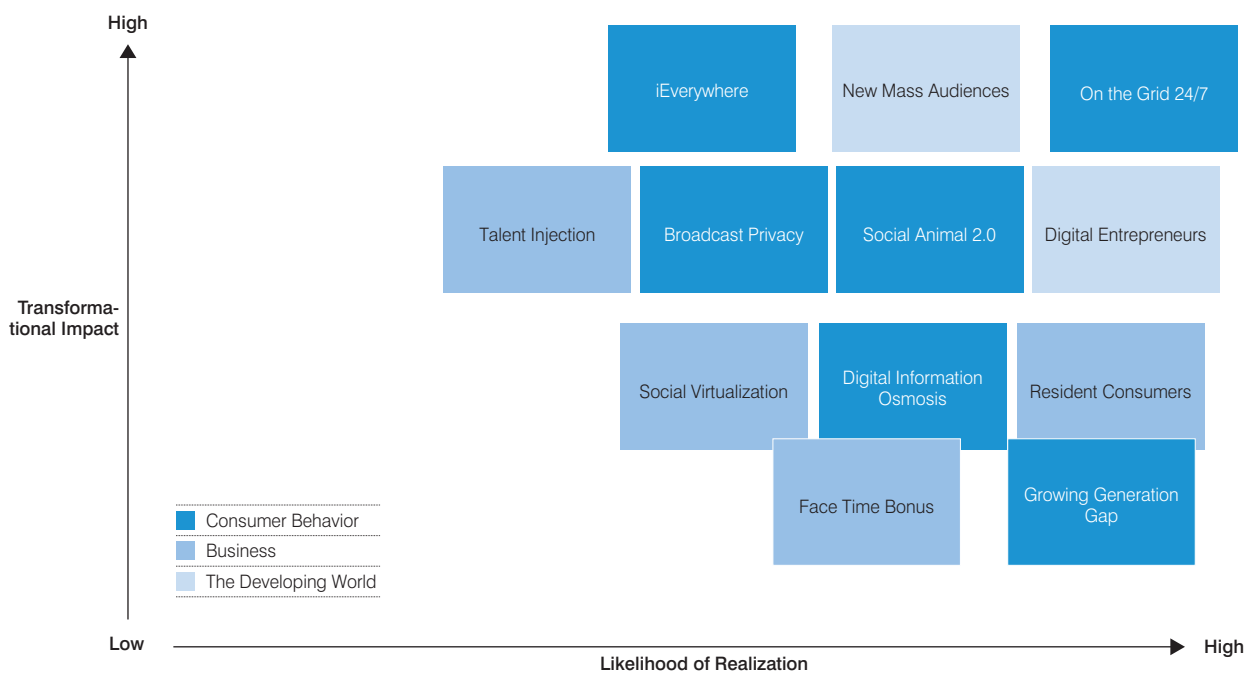 High
iEverywhere
New Mass Audiences
On the Grid 24/7
Talent Injection
Broadcast Privacy
Social Animal 2.0
Digital Entrepreneurs
Transforma-
tional Impact
Social Virtualization
Digital Information
Osmosis
Resident Consumers
Face Time Bonus
Growing Generation
Gap
Consumer Behavior
Business
The Developing World
Low
High
Likelihood of Realization